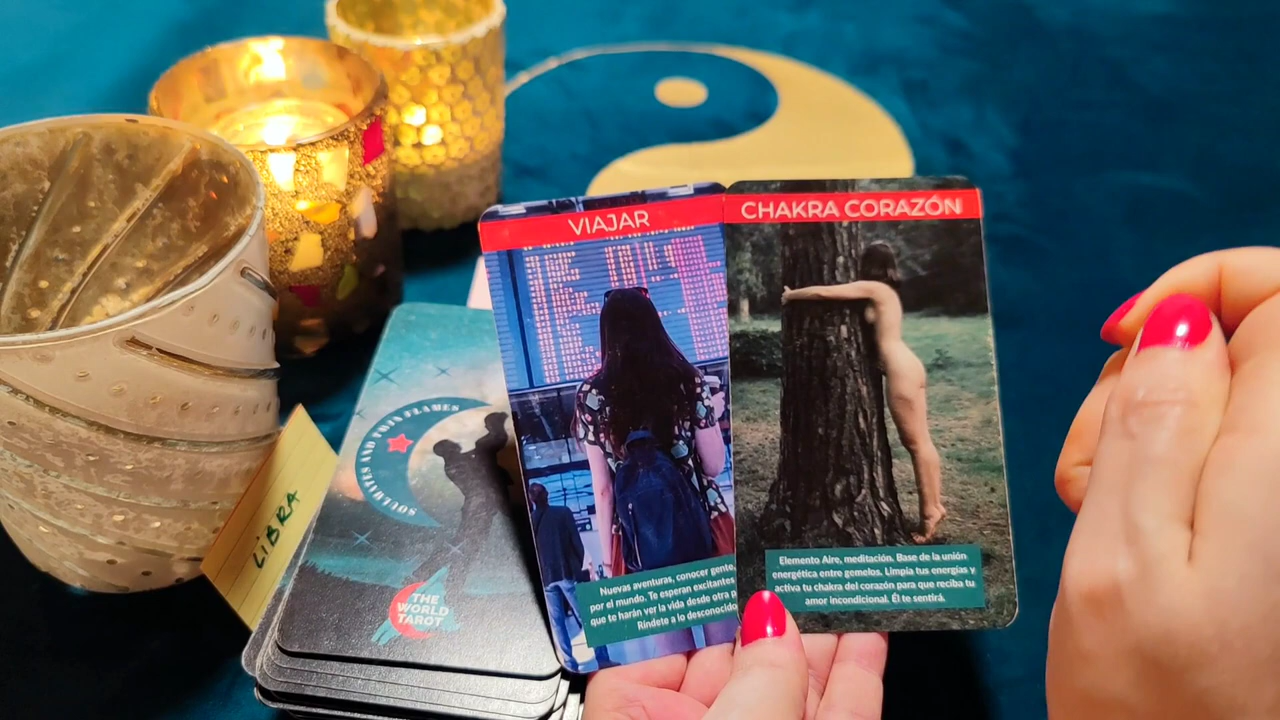 VIAJAR
CHAKRA CORAZÓN
Nuevas aventuras, conocer gente,
por el mundo. Te esperan excitantes
que te harán ver la vida desde otra
Ríndete a lo desconocido
Elemento Aire, meditación. Base de la unión
energética entre gemelos. Limpia tus energías y
activa tu chakra del corazón para que reciba tu
amor incondicional. Él te sentirá.
SOULMATES AND TWIN FLAMES
THE
WORLD
TAROT
LIBRA